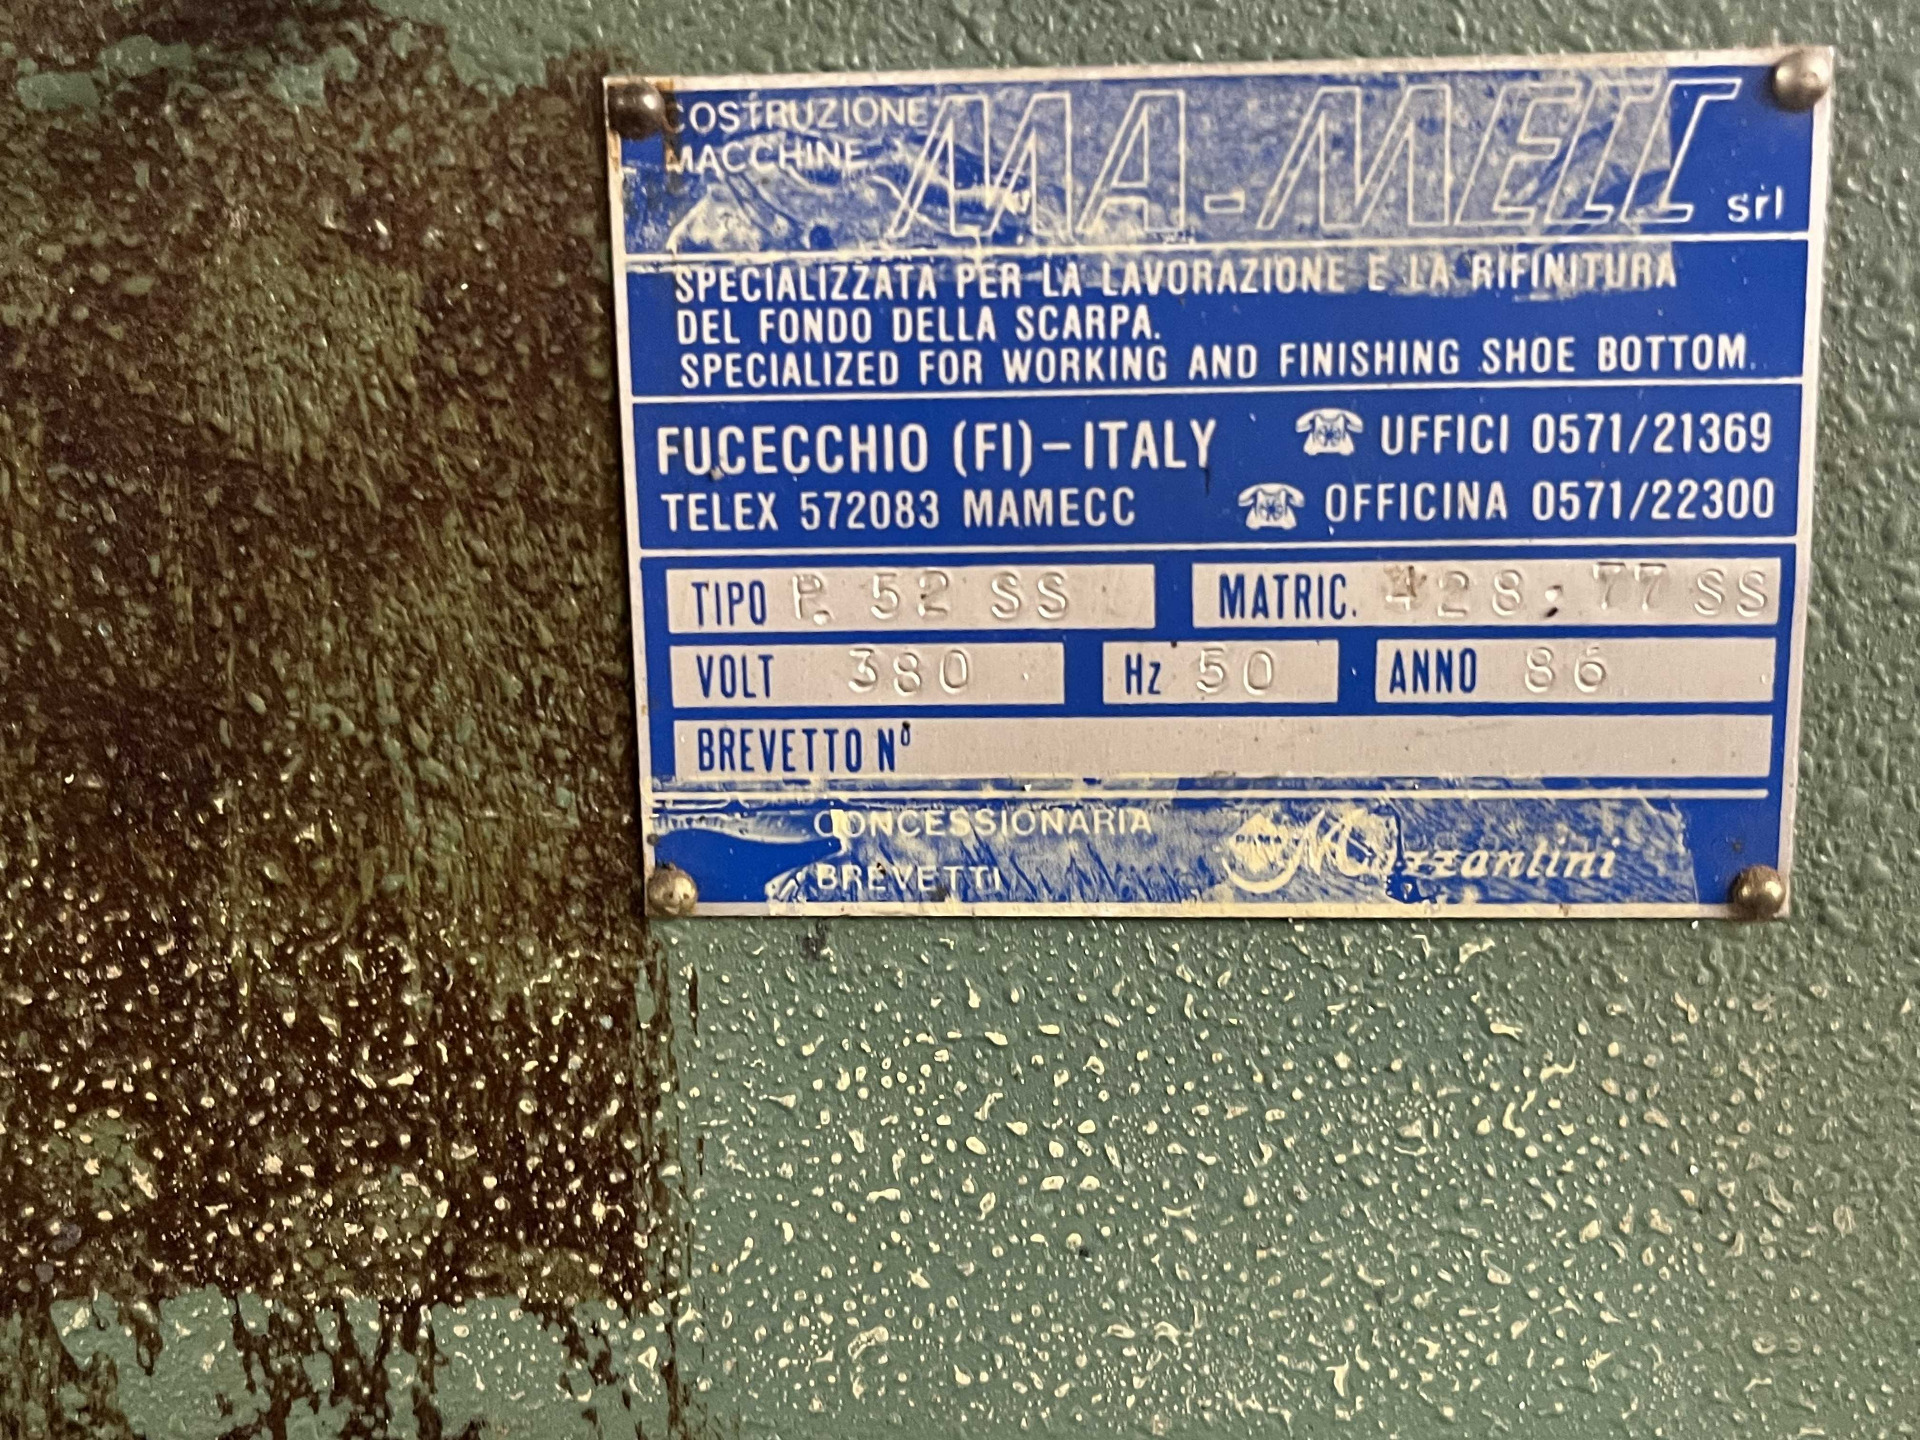 COSTRUZIONE
MACCHINE
MA-MECC srl
SPECIALIZZATA PER LA LAVORAZIONE E LA RIFINITURA
DEL FONDO DELLA SCARPA.
SPECIALIZED FOR WORKING AND FINISHING SHOE BOTTOM.
FUCECCHIO (FI)-ITALY UFFICI 0571/21369
TELEX 572083 MAMECC OFFICINA 0571/22300
TIPO P. 52 SS MATRIC. 428.77 SS
VOLT 380 Hz 50 ANNO 86
BREVETTO N°
CONCESSIONARIA
BREVETTI Mazzantini